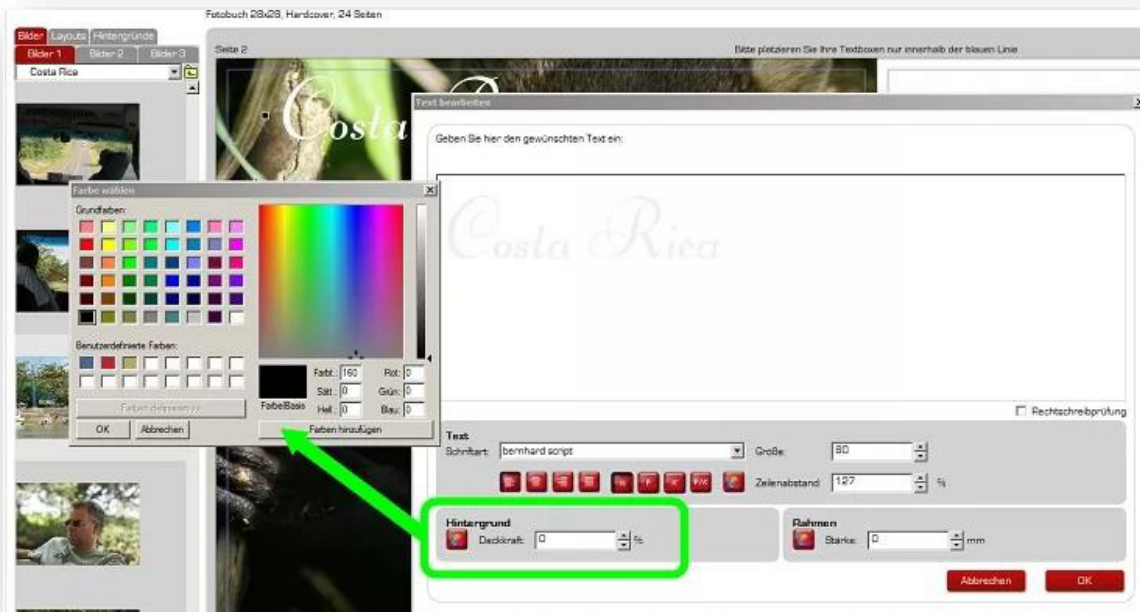 Fotobuch 28x28, Hardcover, 24 Seiten
Bilder Layouts Hintergründe
Bilder 1 Bilder 2 Bilder 3
Costa Rica
Seite 2
Bitte platzieren Sie Ihre Textboxen nur innerhalb der blauen Linie
Costa R
Text bearbeiten
Geben Sie hier den gewünschten Text ein:
Costa Rica
Rechtschreibprüfung
Text
Schriftart: bernhard script
Größe: 80
N F K F/K
Zeilenabstand: 127 %
Hintergrund
Deckkraft: 0 %
Rahmen
Stärke: 0 mm
Abbrechen OK
Farbe wählen
Grundfarben:
Benutzerdefinierte Farben:
Farben definieren >>
OK Abbrechen
Farbe|Basis
Farbt.: 160 Rot: 0
Sätt.: 0 Grün: 0
Hell.: 0 Blau: 0
Farben hinzufügen